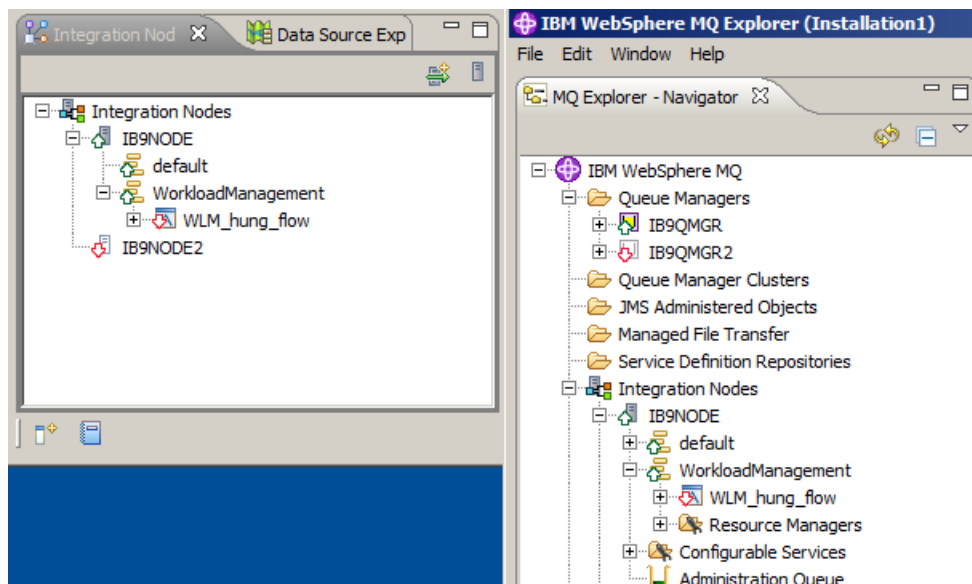 Integration Nod
Data Source Exp
Integration Nodes
IB9NODE
default
WorkloadManagement
WLM_hung_flow
IB9NODE2
IBM WebSphere MQ Explorer (Installation1)
File Edit Window Help
MQ Explorer - Navigator
IBM WebSphere MQ
Queue Managers
IB9QMGR
IB9QMGR2
Queue Manager Clusters
JMS Administered Objects
Managed File Transfer
Service Definition Repositories
Integration Nodes
IB9NODE
default
WorkloadManagement
WLM_hung_flow
Resource Managers
Configurable Services
Administration Queue